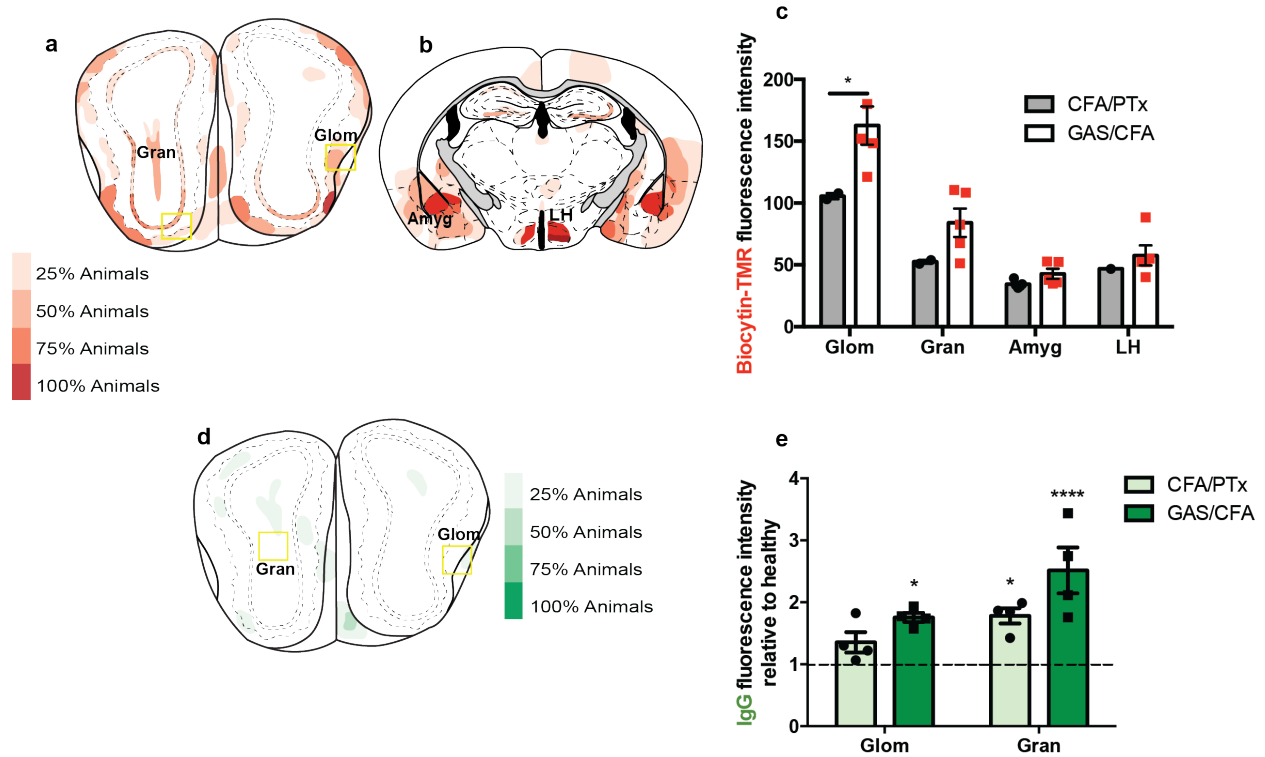 a
Gran
Glom
25% Animals
50% Animals
75% Animals
100% Animals
b
Amyg
LH
c
Biocytin-TMR fluorescence intensity
200
150
100
50
0
*
CFA/PTx
GAS/CFA
Glom
Gran
Amyg
LH
d
Gran
Glom
25% Animals
50% Animals
75% Animals
100% Animals
e
IgG fluorescence intensity
relative to healthy
4
3
2
1
0
*
*
****
CFA/PTx
GAS/CFA
Glom
Gran